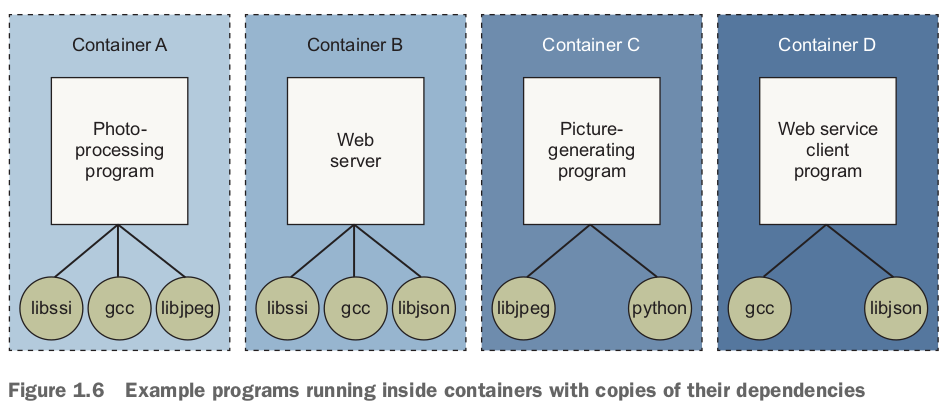 Container A
Container B
Container C
Container D
Photo-
processing
program
Web
server
Picture-
generating
program
Web service
client
program
libssi
gcc
libjpeg
libssi
gcc
libjson
libjpeg
python
gcc
libjson
Figure 1.6 Example programs running inside containers with copies of their dependencies